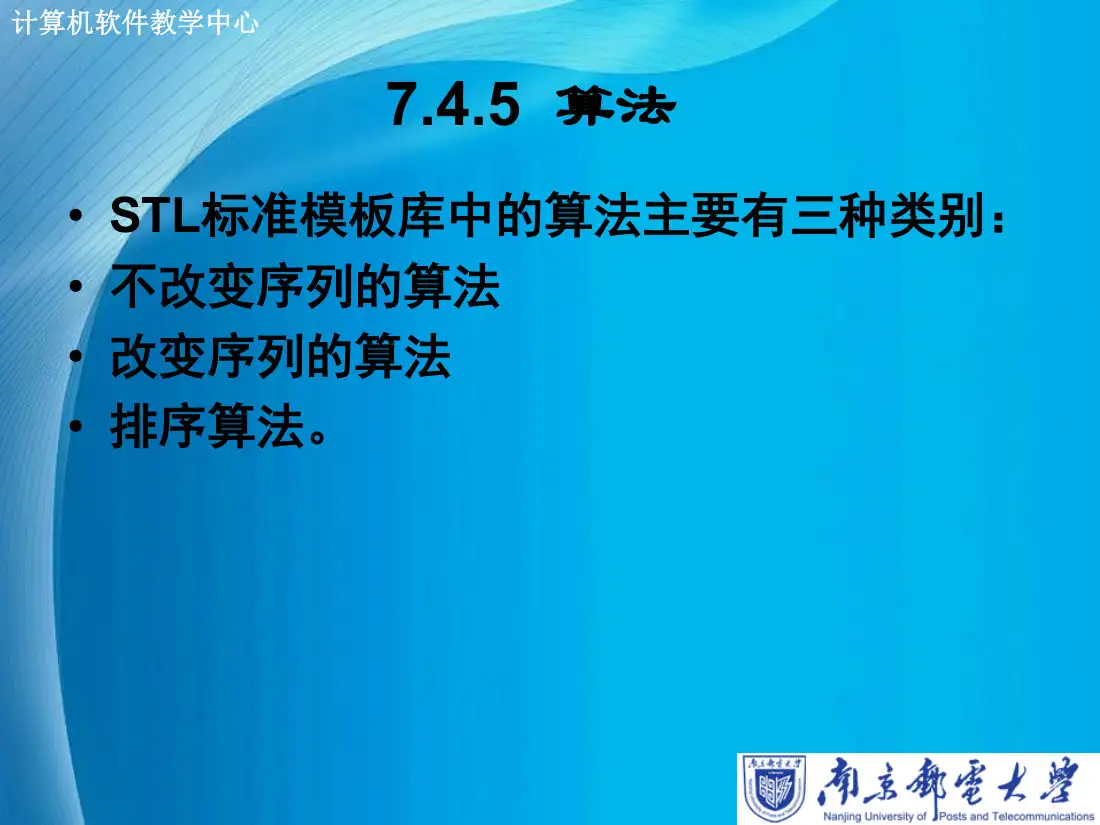 计算机软件教学中心
7.4.5 算法
• STL标准模板库中的算法主要有三种类别：
• 不改变序列的算法
• 改变序列的算法
• 排序算法。
南京郵電大學
Nanjing University of Posts and Telecommunications